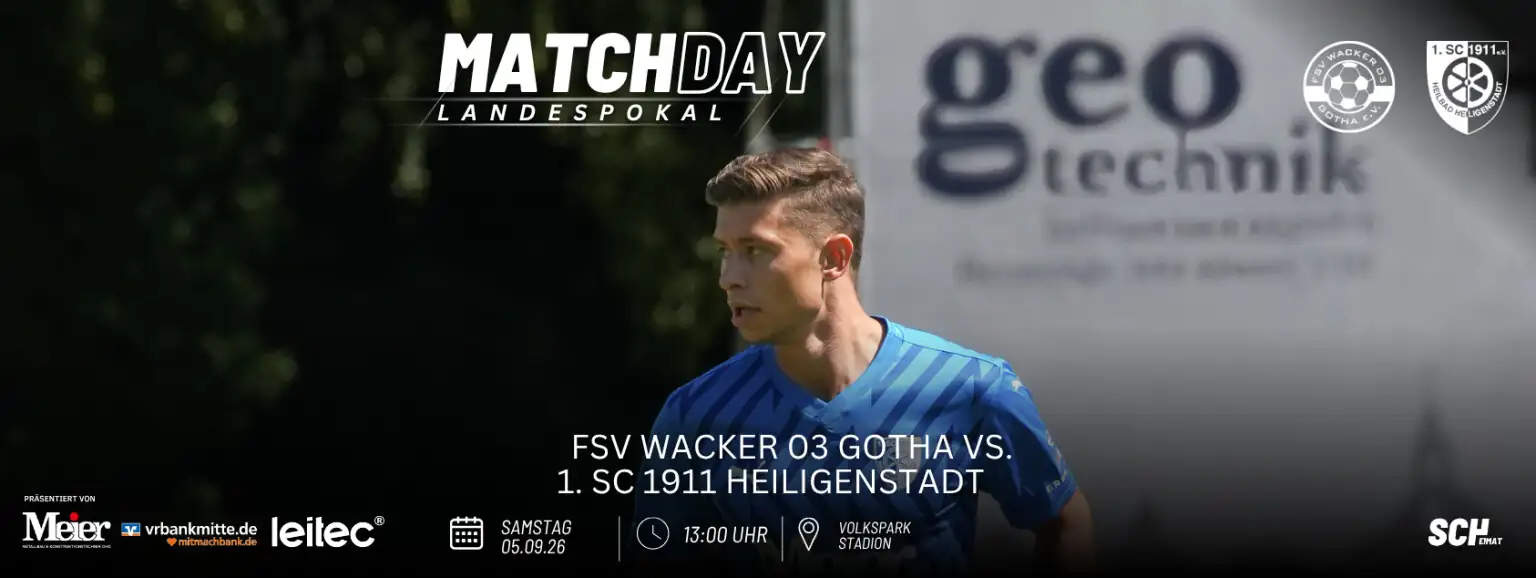 MATCHDAY
LANDESPOKAL
geo
technik
FSV WACKER 03
GOTHA E.V.
1. SC 1911 e.V.
HEILBAD HEILIGENSTADT
FSV WACKER 03 GOTHA VS.
1. SC 1911 HEILIGENSTADT
PRÄSENTIERT VON
Meier
vrbankmitte.de
mitmachbank.de
leitec®
SAMSTAG
05.09.26
13:00 UHR
VOLKSPARK
STADION
SCHEIMAT